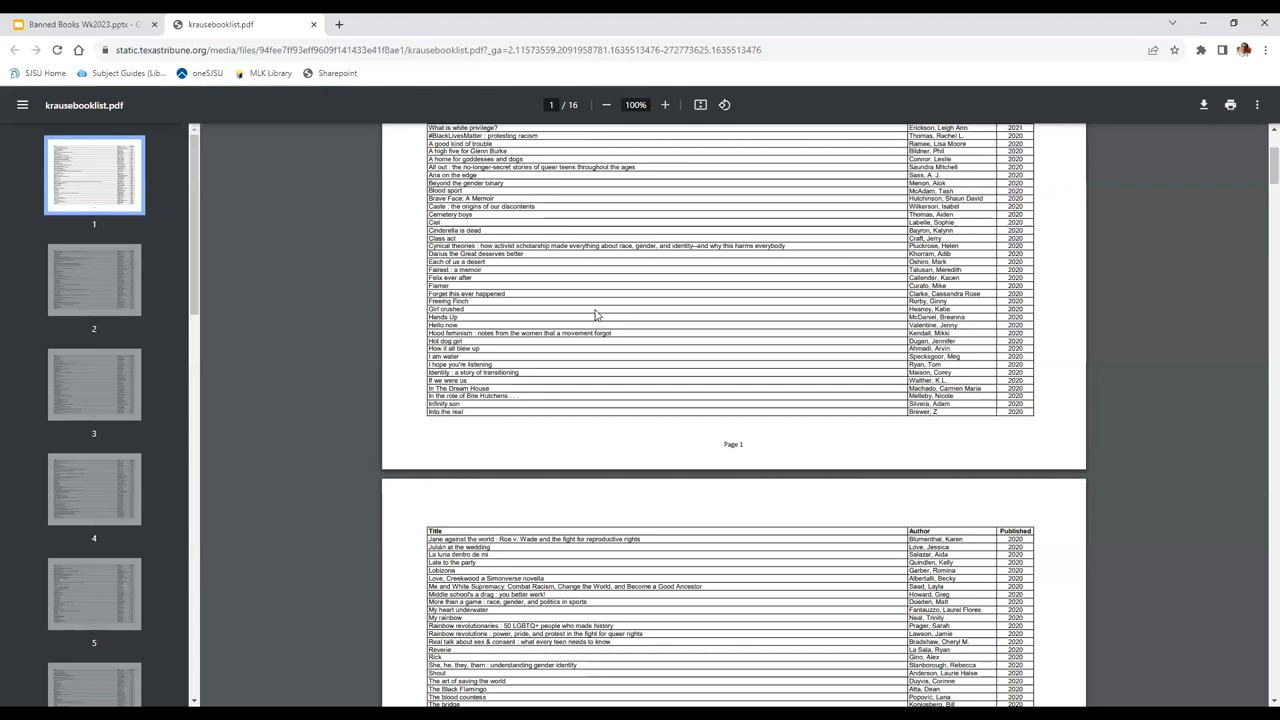 Banned Books Wk2023.pptx - G
krausebooklist.pdf
static.texastribune.org/media/files/94fee7ff93eff9609f141433e41f8ae1/krausebooklist.pdf?_ga=2.11573559.2091958781.1635513476-272773625.1635513476
SJSU Home Subject Guides (Lib... oneSJSU MLK Library Sharepoint
krausebooklist.pdf 1 / 16 100%
1
2
3
4
5
What is white privilege? Erickson, Leigh Ann 2021
#BlackLivesMatter : protesting racism Thomas, Rachel L. 2020
A good kind of trouble Ramee, Lisa Moore 2020
A high five for Glenn Burke Bildner, Phil 2020
A home for goddesses and dogs Connor, Leslie 2020
All out : the no-longer-secret stories of queer teens throughout the ages Saundra Mitchell 2020
Ana on the edge Sass, A. J. 2020
Beyond the gender binary Menon, Alok 2020
Blood sport McAdam, Tash 2020
Brave Face: A Memoir Hutchinson, Shaun David 2020
Caste : the origins of our discontents Wilkerson, Isabel 2020
Cemetery boys Thomas, Aiden 2020
Ciel Labelle, Sophie 2020
Cinderella is dead Bayron, Kalynn 2020
Class act Craft, Jerry 2020
Cynical theories : how activist scholarship made everything about race, gender, and identity--and why this harms everybody Pluckrose, Helen 2020
Darius the Great deserves better Khorram, Adib 2020
Each of us a desert Oshiro, Mark 2020
Fairest : a memoir Talusan, Meredith 2020
Felix ever after Callender, Kacen 2020
Flamer Curato, Mike 2020
Forget this ever happened Clarke, Cassandra Rose 2020
Freeing Finch Rorby, Ginny 2020
Girl crushed Heaney, Katie 2020
Hands Up McDaniel, Breanna 2020
Hello now Valentine, Jenny 2020
Hood feminism : notes from the women that a movement forgot Kendall, Mikki 2020
Hot dog girl Dugan, Jennifer 2020
How it all blew up Ahmadi, Arvin 2020
I am water Specksgoor, Meg 2020
I hope you're listening Ryan, Tom 2020
Identity : a story of transitioning Maison, Corey 2020
If we were us Walther, K.L. 2020
In The Dream House Machado, Carmen Maria 2020
In the role of Brie Hutchens . . . Melleby, Nicole 2020
Infinity son Silvera, Adam 2020
Into the real Brewer, Z 2020
Page 1
Title Author Published
Jane against the world : Roe v. Wade and the fight for reproductive rights Blumenthal, Karen 2020
Julián at the wedding Love, Jessica 2020
La luna dentro de mi Salazar, Aida 2020
Late to the party Quindlen, Kelly 2020
Lobizona Garber, Romina 2020
Love, Creekwood a Simonverse novella Albertalli, Becky 2020
Me and White Supremacy: Combat Racism, Change the World, and Become a Good Ancestor Saad, Layla 2020
Middle school's a drag : you better werk! Howard, Greg 2020
More than a game : race, gender, and politics in sports Doeden, Matt 2020
My heart underwater Fantauzzo, Laurel Flores 2020
My rainbow Neal, Trinity 2020
Rainbow revolutionaries : 50 LGBTQ+ people who made history Prager, Sarah 2020
Rainbow revolutions : power, pride, and protest in the fight for queer rights Lawson, Jamie 2020
Real talk about sex & consent : what every teen needs to know Bradshaw, Cheryl M. 2020
Reverie La Sala, Ryan 2020
Rick Gino, Alex 2020
She, he, they, them : understanding gender identity Stanborough, Rebecca 2020
Shout Anderson, Laurie Halse 2020
The art of saving the world Duyvis, Corinne 2020
The Black Flamingo Atta, Dean 2020
The blood countess Popović, Lana 2020
The bridge Konigsberg, Bill 2020